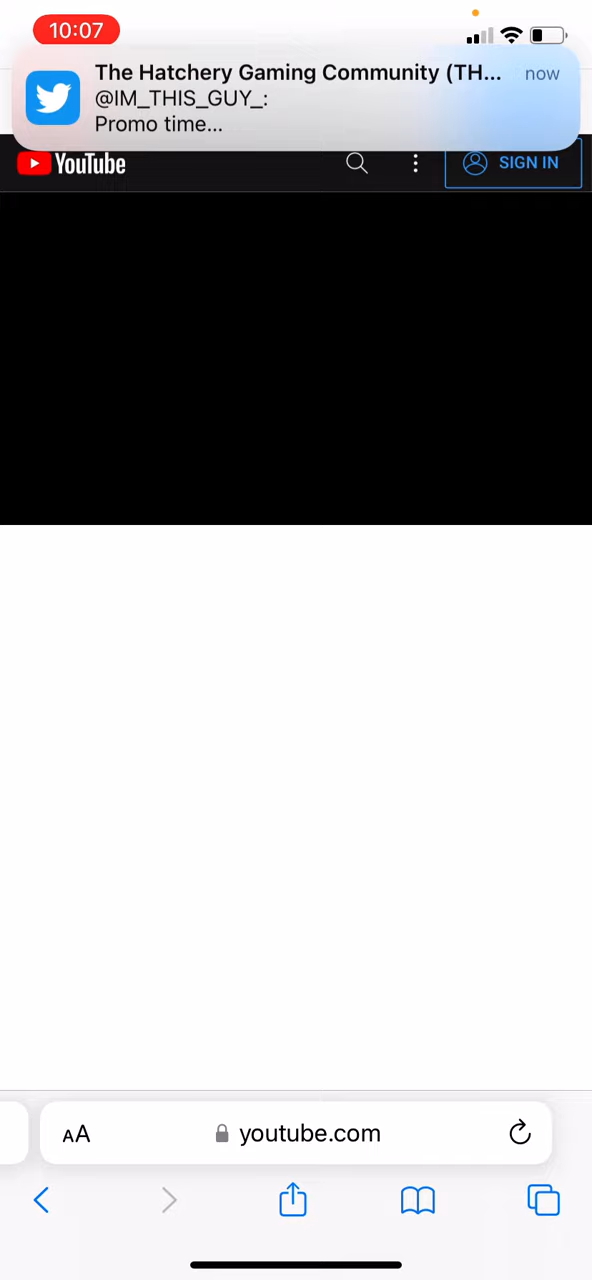 10:07
The Hatchery Gaming Community (TH... now
@IM_THIS_GUY_:
Promo time...
YouTube SIGN IN
AA youtube.com